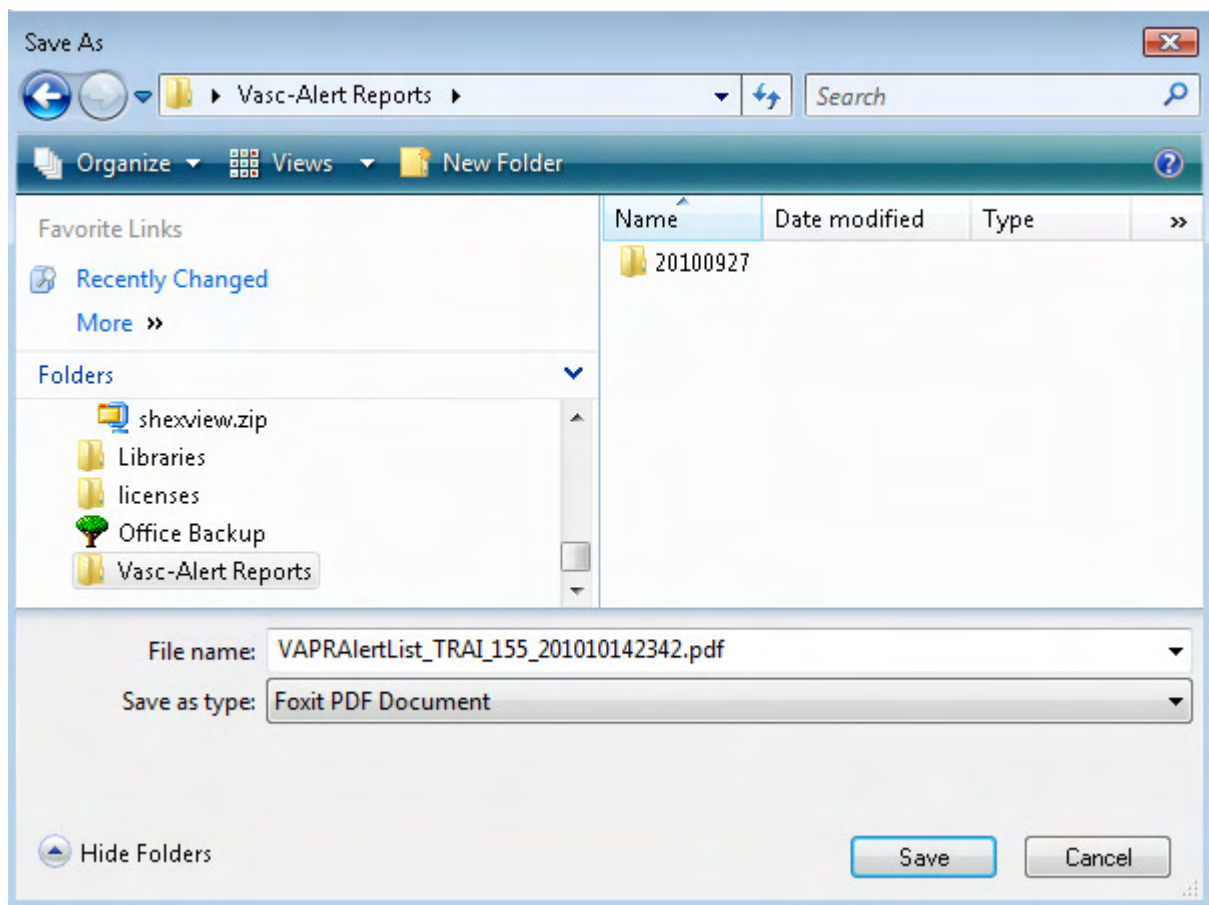 Save As
Vasc-Alert Reports
Search
Organize Views New Folder
Favorite Links
Recently Changed
More »
Folders
shexview.zip
Libraries
licenses
Office Backup
Vasc-Alert Reports
Name Date modified Type »
20100927
File name: VAPRAlertList_TRAI_155_201010142342.pdf
Save as type: Foxit PDF Document
Hide Folders Save Cancel